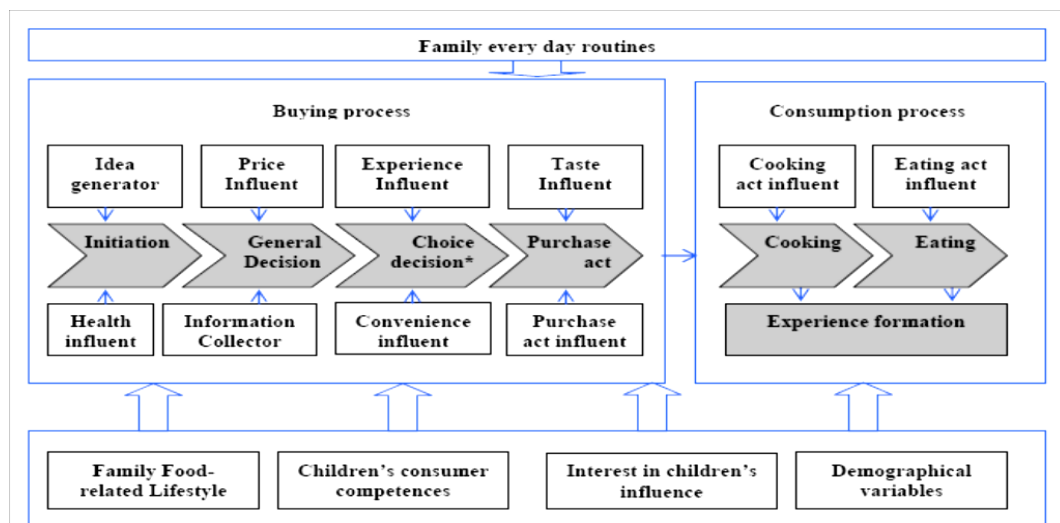 Family every day routines
Buying process
Consumption process
Idea
generator
Price
Influent
Experience
Influent
Taste
Influent
Cooking
act influent
Eating act
influent
Initiation
General
Decision
Choice
decision*
Purchase
act
Cooking
Eating
Health
influent
Information
Collector
Convenience
influent
Purchase
act influent
Experience formation
Family Food-
related Lifestyle
Children's consumer
competences
Interest in children's
influence
Demographical
variables